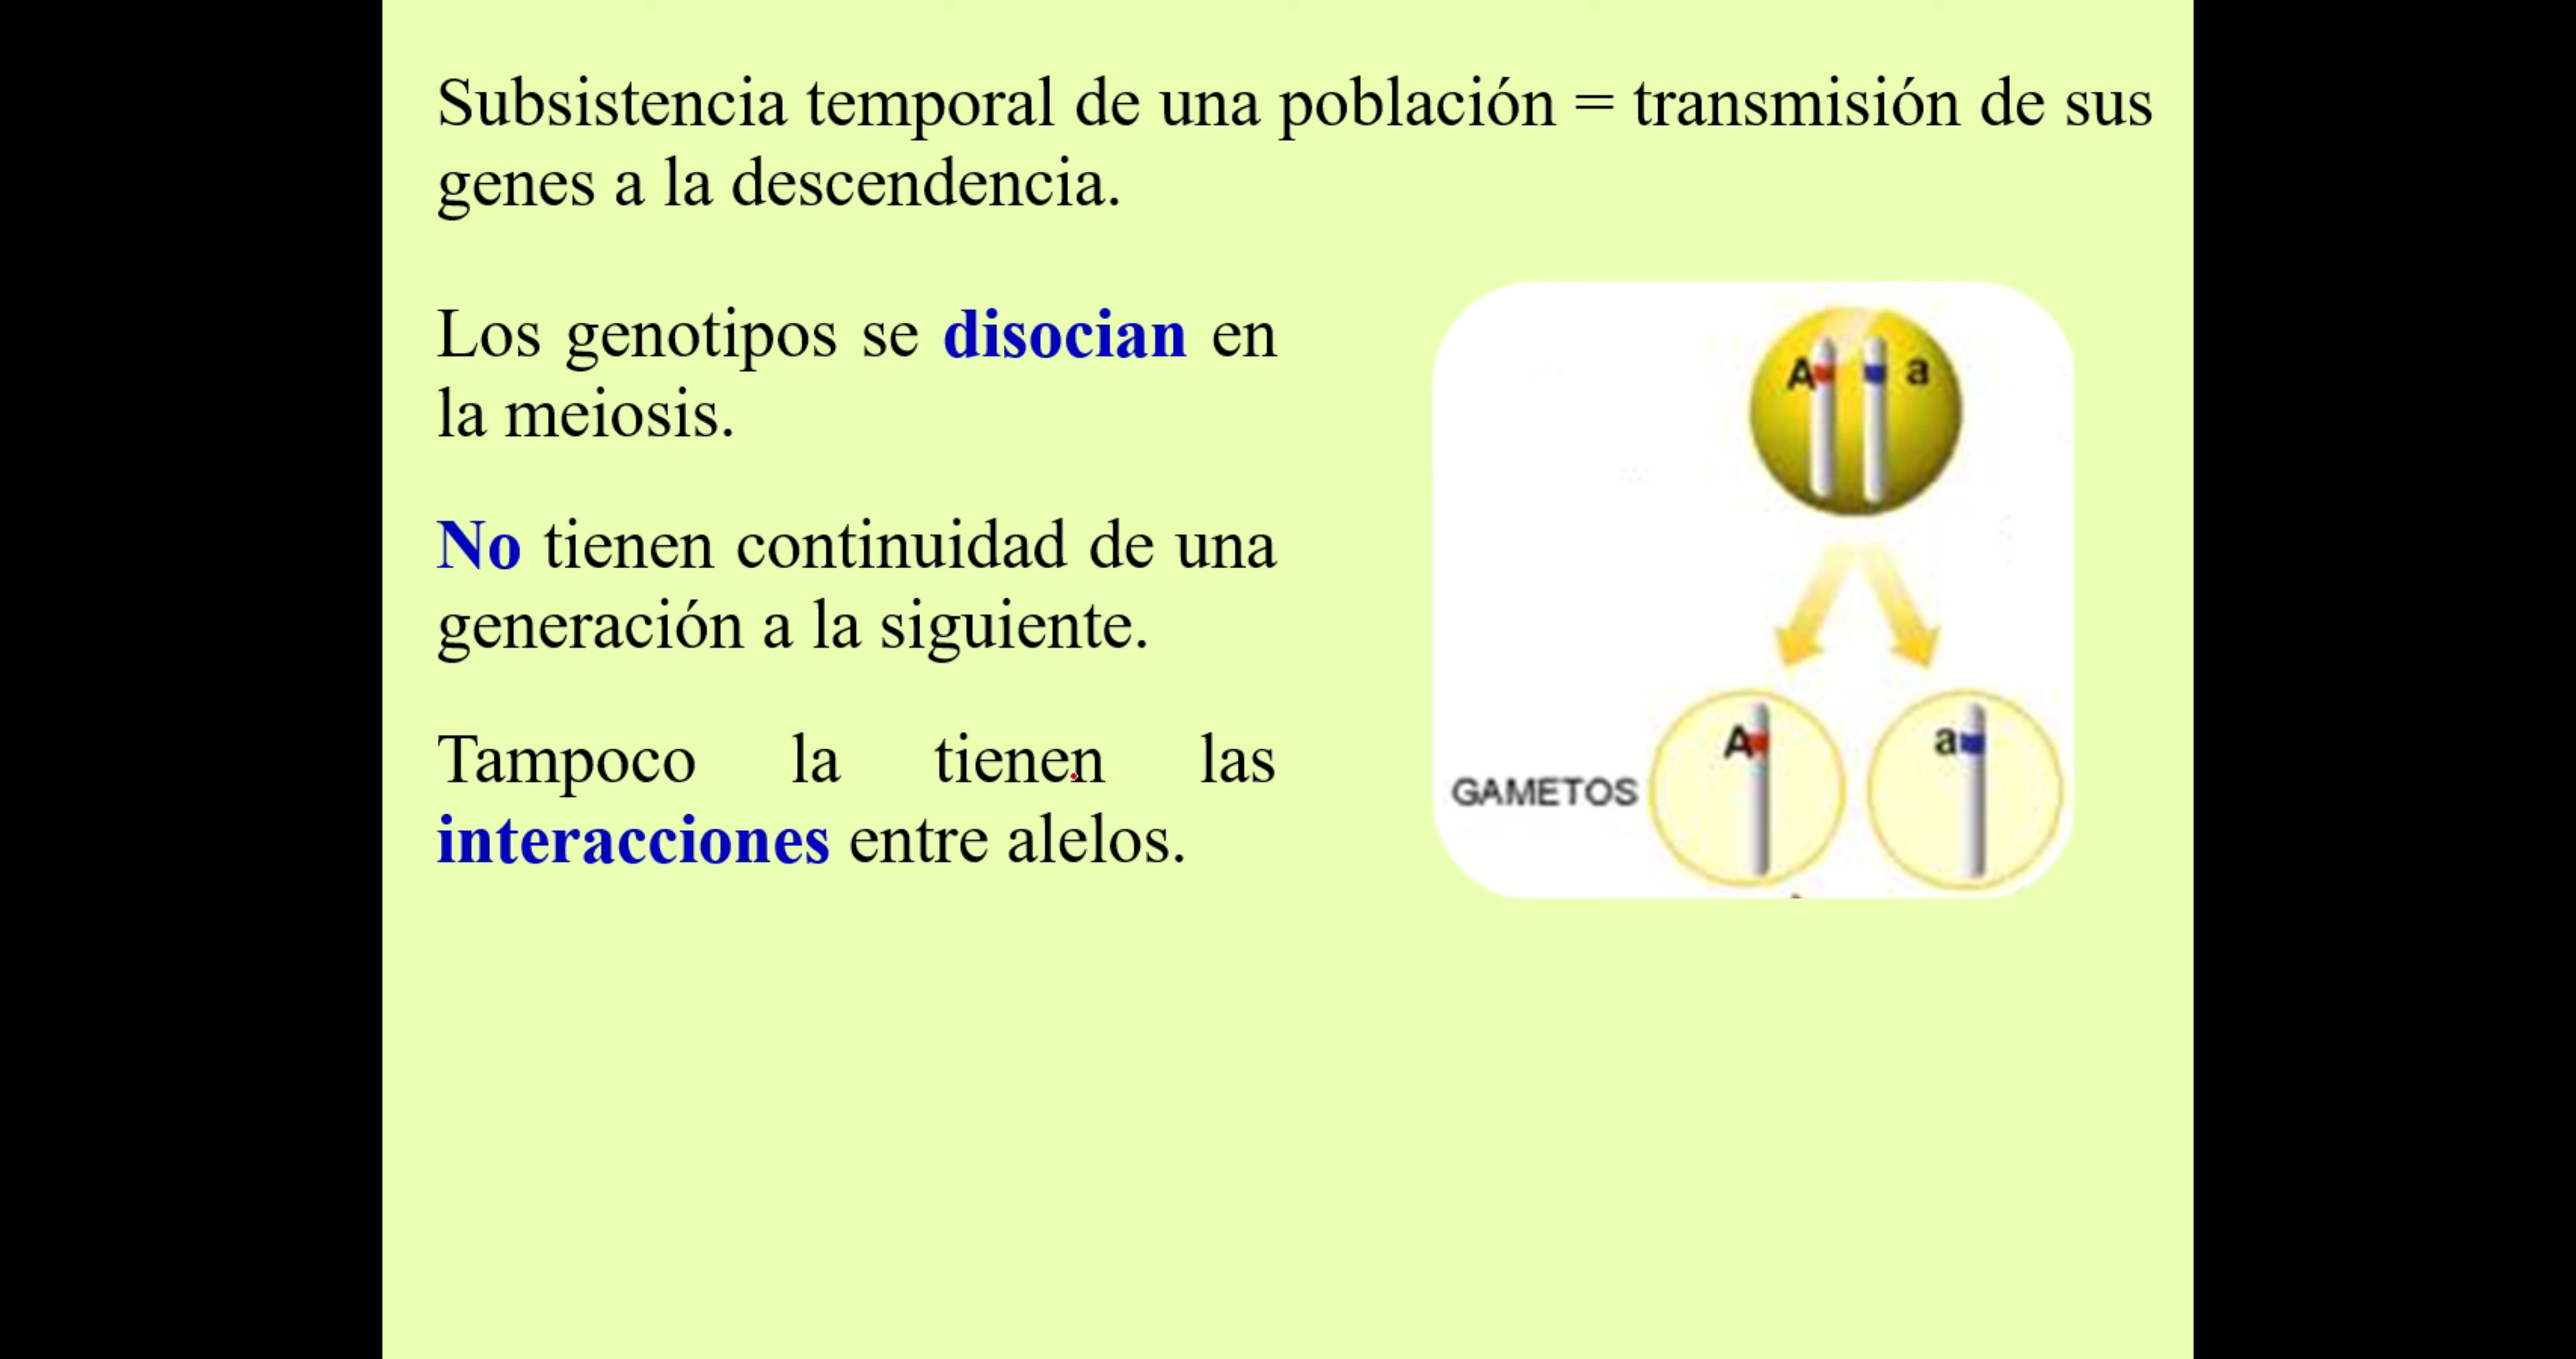 Subsistencia temporal de una población = transmisión de sus
genes a la descendencia.
Los genotipos se disocian en
la meiosis.
No tienen continuidad de una
generación a la siguiente.
Tampoco la tienen las
interacciones entre alelos.
A a
GAMETOS A a